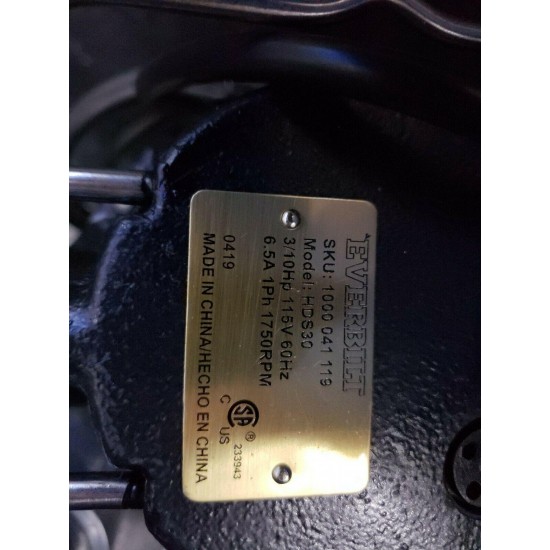 EVERBILT
SKU: 1000 041 119
Model: HDS30
3/10Hp 115V 60Hz
6.5A 1Ph 1750RPM
0419
SA ®
C US
233943
MADE IN CHINA/HECHO EN CHINA